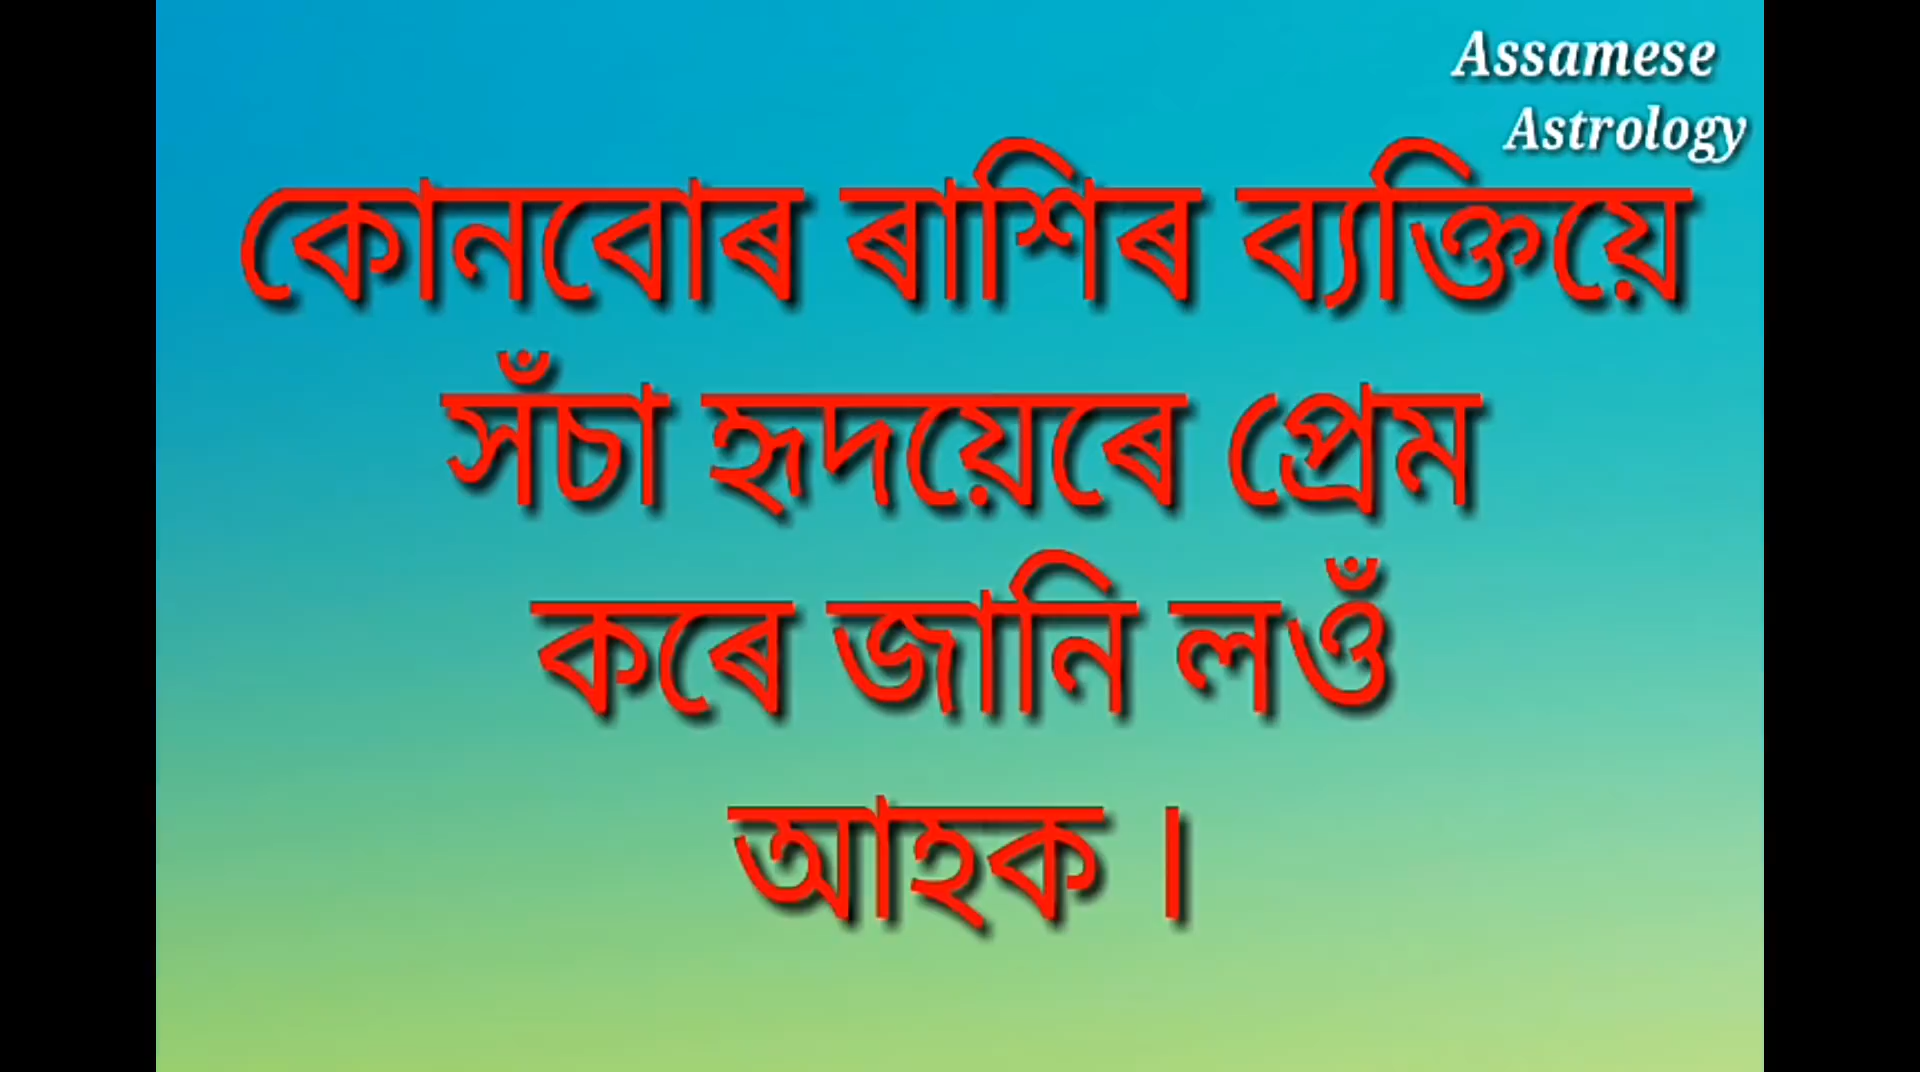 Assamese
Astrology
কোনবোৰ ৰাশিৰ ব্যক্তিয়ে
সঁচা হৃদয়েৰে প্ৰেম
কৰে জানি লওঁ
আহক ।